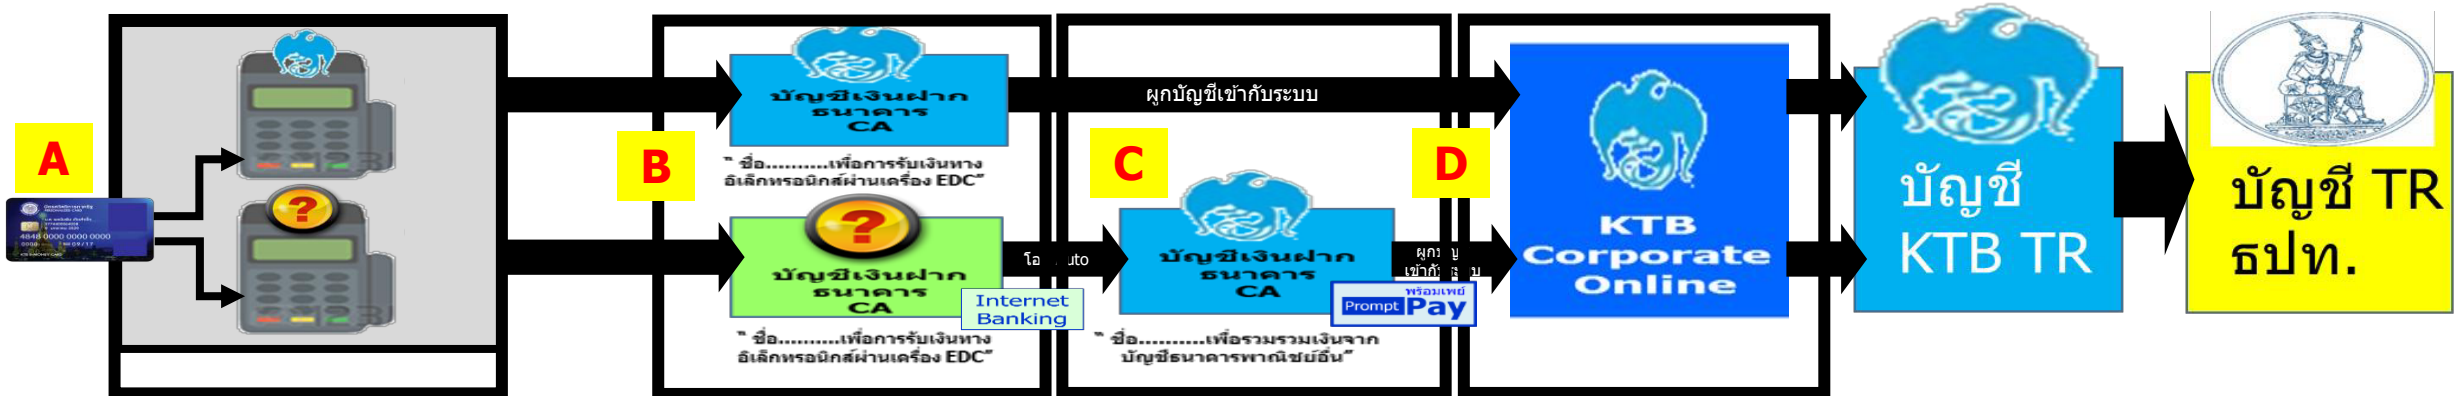 A
4848 0000 0000 0000
B
บัญชีเงินฝาก
ธนาคาร
CA
“ ชื่อ..........เพื่อการรับเงินทาง
อิเล็กทรอนิกส์ผ่านเครื่อง EDC”
บัญชีเงินฝาก
ธนาคาร
CA
Internet
Banking
“ ชื่อ..........เพื่อการรับเงินทาง
อิเล็กทรอนิกส์ผ่านเครื่อง EDC”
ผูกบัญชีเข้ากับระบบ
C
บัญชีเงินฝาก
ธนาคาร
CA
พร้อมเพย์
Prompt Pay
“ ชื่อ..........เพื่อรวมรวมเงินจาก
บัญชีธนาคารพาณิชย์อื่น”
D
KTB
Corporate
Online
บัญชี
KTB TR
บัญชี TR
ธปท.